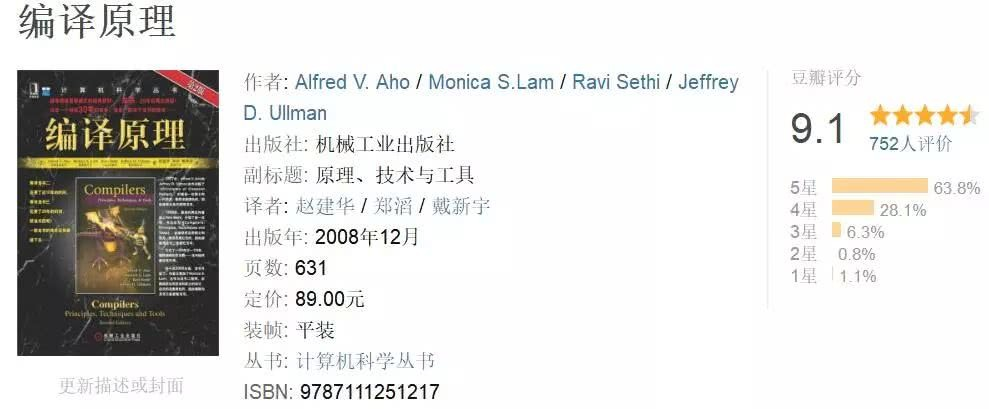 编译原理
计算机科学丛书
第2版
编译原理
Compilers
Principles, Techniques, & Tools
Compilers
Principles, Techniques and Tools
Second Edition
机械工业出版社
更新描述或封面
作者: Alfred V. Aho / Monica S.Lam / Ravi Sethi / Jeffrey
D. Ullman
出版社: 机械工业出版社
副标题: 原理、技术与工具
译者: 赵建华 / 郑滔 / 戴新宇
出版年: 2008年12月
页数: 631
定价: 89.00元
装帧: 平装
丛书: 计算机科学丛书
ISBN: 9787111251217
豆瓣评分
9.1
752人评价
5星 63.8%
4星 28.1%
3星 6.3%
2星 0.8%
1星 1.1%